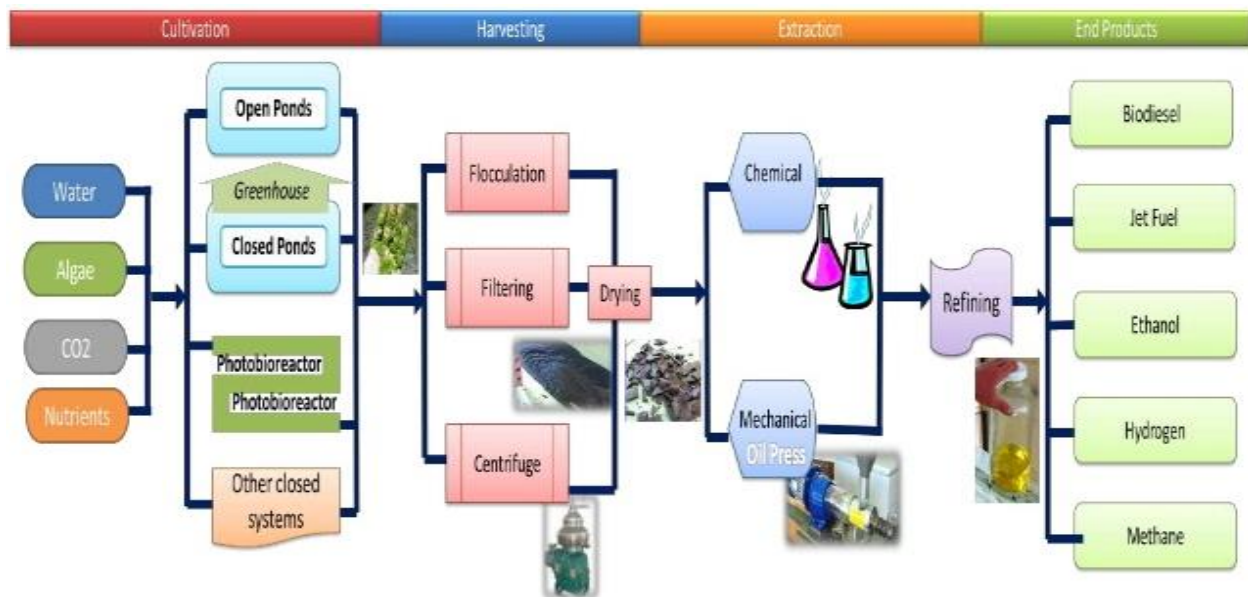 Cultivation
Harvesting
Extraction
End Products
Water
Algae
CO2
Nutrients
Open Ponds
Greenhouse
Closed Ponds
Photobioreactor
Photobioreactor
Other closed
systems
Flocculation
Filtering
Centrifuge
Drying
Chemical
Mechanical
Oil Press
Refining
Biodiesel
Jet Fuel
Ethanol
Hydrogen
Methane